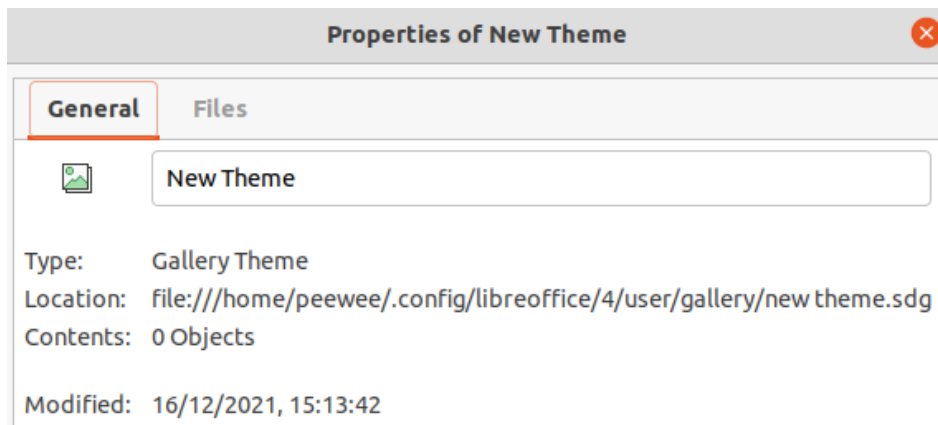 Properties of New Theme
General Files
New Theme
Type: Gallery Theme
Location: file:///home/peewee/.config/libreoffice/4/user/gallery/new theme.sdg
Contents: 0 Objects
Modified: 16/12/2021, 15:13:42